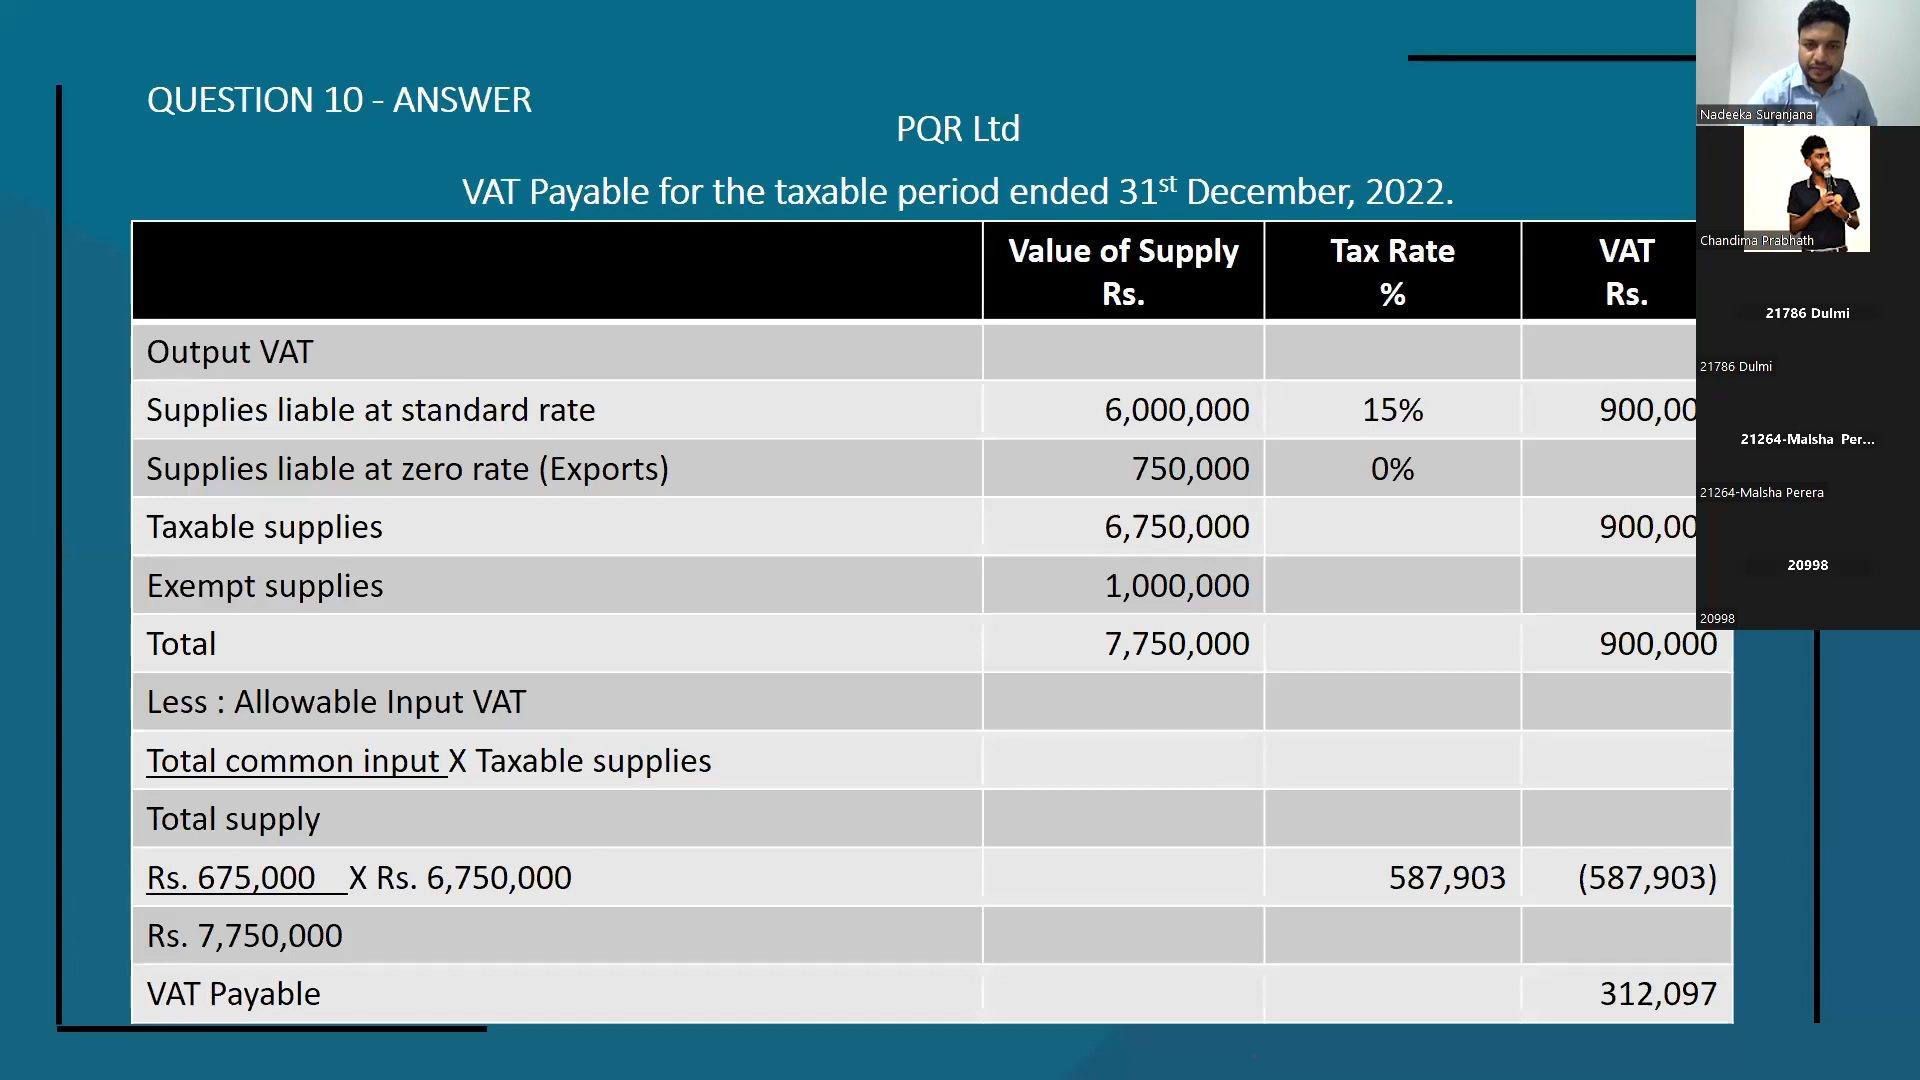 QUESTION 10 - ANSWER
PQR Ltd
VAT Payable for the taxable period ended 31st December, 2022.
Value of Supply Rs. Tax Rate % VAT Rs.
Output VAT
Supplies liable at standard rate 6,000,000 15% 900,00
Supplies liable at zero rate (Exports) 750,000 0%
Taxable supplies 6,750,000 900,00
Exempt supplies 1,000,000
Total 7,750,000 900,000
Less : Allowable Input VAT
Total common input X Taxable supplies
Total supply
Rs. 675,000 X Rs. 6,750,000 587,903 (587,903)
Rs. 7,750,000
VAT Payable 312,097
Nadeeka Suranjana
Chandima Prabhath
21786 Dulmi
21786 Dulmi
21264-Malsha Per...
21264-Malsha Perera
20998
20998